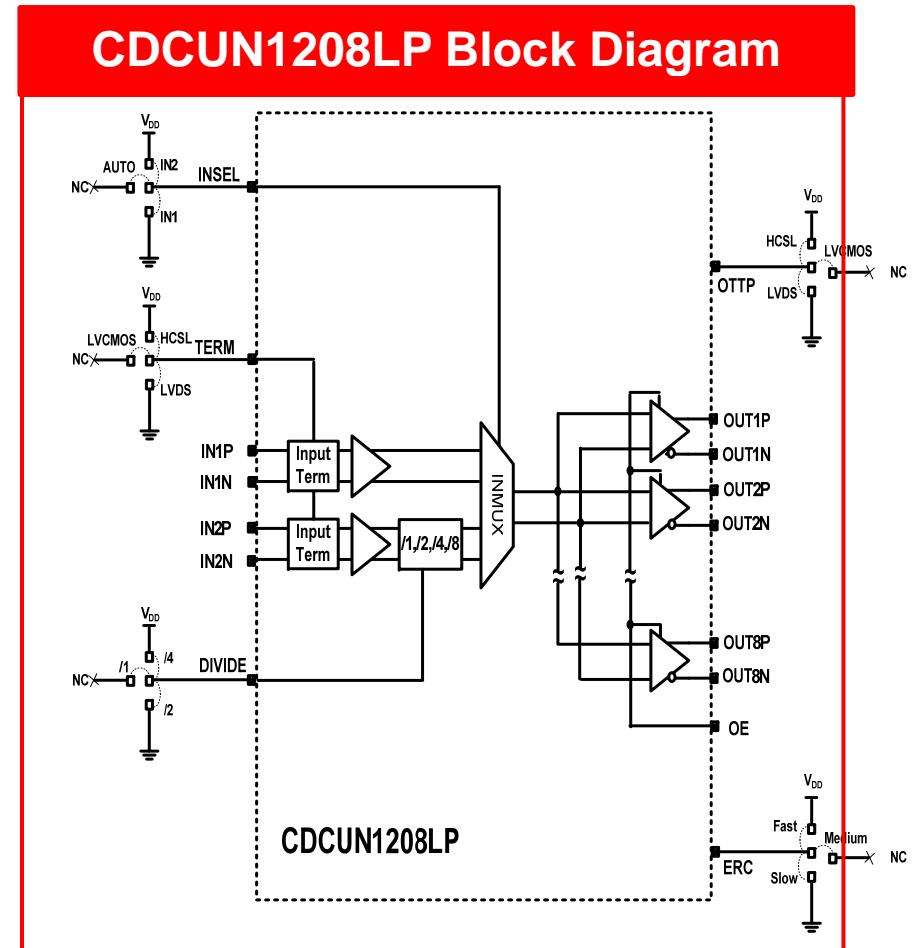 CDCUN1208LP Block Diagram
VDD
AUTO
IN2
NC
INSEL
IN1
VDD
LVCMOS
HCSL
NC
TERM
LVDS
IN1P
IN1N
Input
Term
IN2P
IN2N
Input
Term
/1,/2,/4,/8
INMUX
VDD
/1
/4
NC
DIVIDE
/2
VDD
HCSL
LVCMOS
NC
OTTP
LVDS
OUT1P
OUT1N
OUT2P
OUT2N
OUT8P
OUT8N
OE
VDD
Fast
Medium
NC
ERC
Slow
CDCUN1208LP